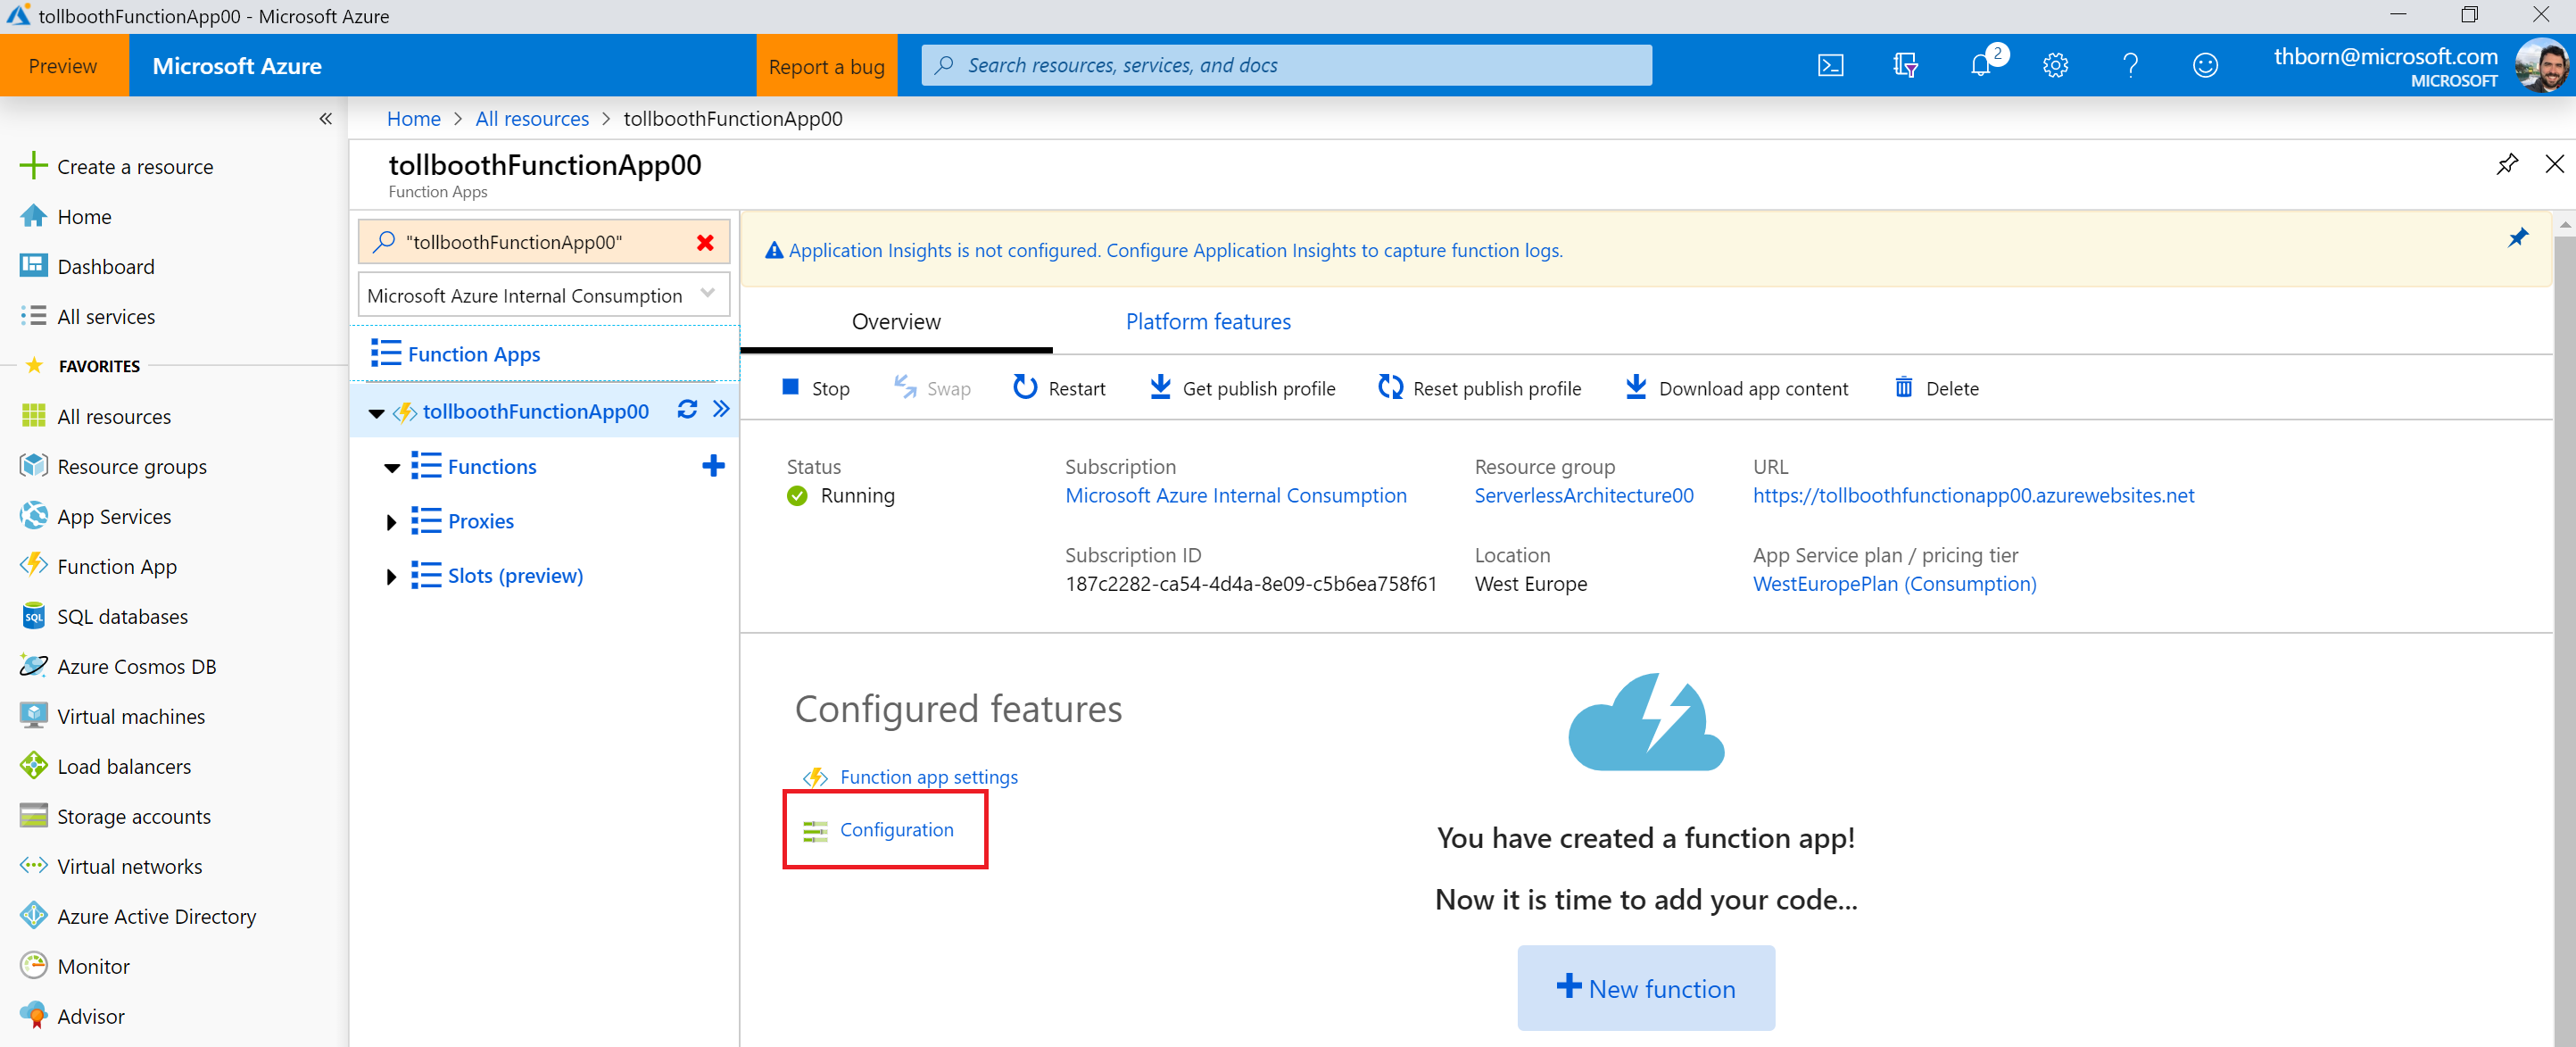 tollboothFunctionApp00 - Microsoft Azure
Preview
Microsoft Azure
Report a bug
Search resources, services, and docs
2
thborn@microsoft.com
MICROSOFT
Create a resource
Home
Dashboard
All services
FAVORITES
All resources
Resource groups
App Services
Function App
SQL databases
Azure Cosmos DB
Virtual machines
Load balancers
Storage accounts
Virtual networks
Azure Active Directory
Monitor
Advisor
Home > All resources > tollboothFunctionApp00
tollboothFunctionApp00
Function Apps
"tollboothFunctionApp00"
Microsoft Azure Internal Consumption
Function Apps
tollboothFunctionApp00
Functions
Proxies
Slots (preview)
Application Insights is not configured. Configure Application Insights to capture function logs.
Overview
Platform features
Stop
Swap
Restart
Get publish profile
Reset publish profile
Download app content
Delete
Status
Running
Subscription
Microsoft Azure Internal Consumption
Resource group
ServerlessArchitecture00
URL
https://tollboothfunctionapp00.azurewebsites.net
Subscription ID
187c2282-ca54-4d4a-8e09-c5b6ea758f61
Location
West Europe
App Service plan / pricing tier
WestEuropePlan (Consumption)
Configured features
Function app settings
Configuration
You have created a function app!
Now it is time to add your code...
New function